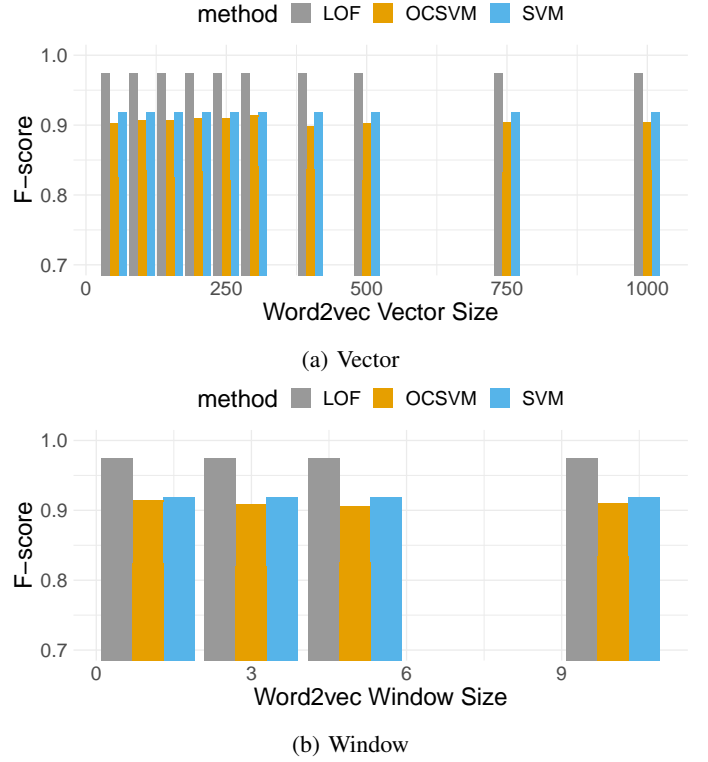 method LOF OCSVM SVM
1.0
0.9
0.8
0.7
F−score
0 250 500 750 1000
Word2vec Vector Size
(a) Vector
method LOF OCSVM SVM
1.0
0.9
0.8
0.7
F−score
0 3 6 9
Word2vec Window Size
(b) Window